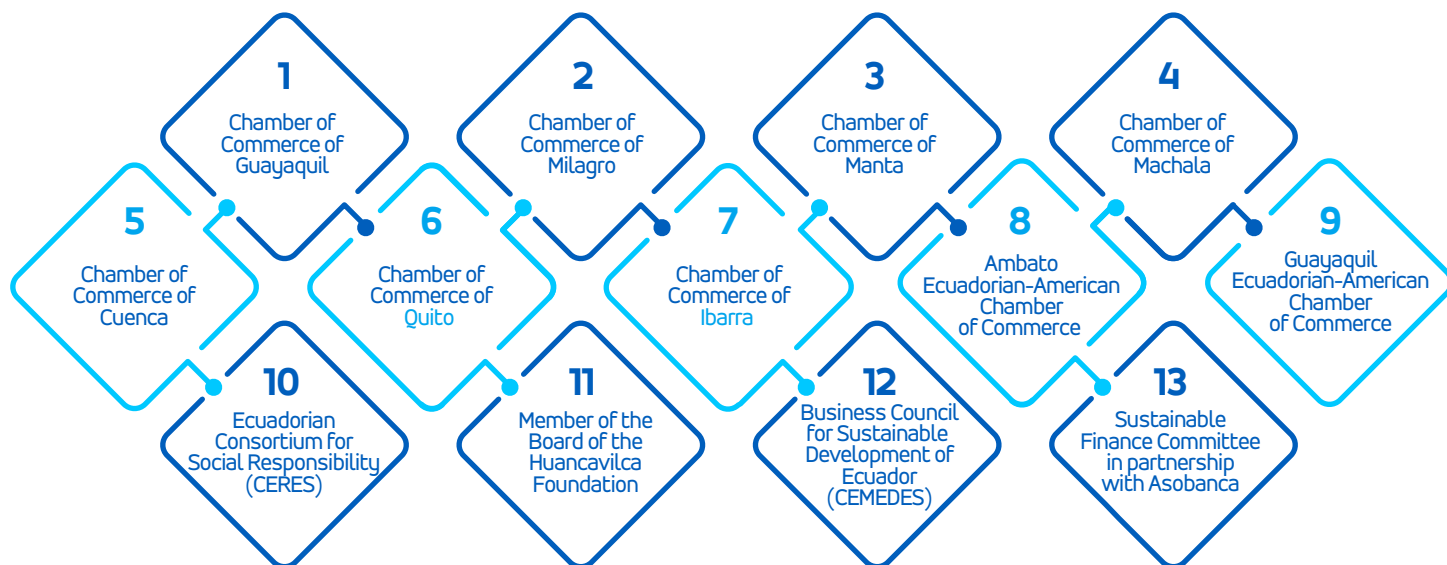 1
Chamber of
Commerce of
Guayaquil
2
Chamber of
Commerce of
Milagro
3
Chamber of
Commerce
of Manta
4
Chamber of
Commerce
of Machala
5
Chamber of
Commerce of
Cuenca
6
Chamber of
Commerce of
Quito
7
Chamber of
Commerce of
Ibarra
8
Ambato
Ecuadorian-American
Chamber
of Commerce
9
Guayaquil
Ecuadorian-American
Chamber
of Commerce
10
Ecuadorian
Consortium for
Social Responsibility
(CERES)
11
Member of the
Board of the
Huancavilca
Foundation
12
Business Council
for Sustainable
Development of
Ecuador
(CEMEDES)
13
Sustainable
Finance Committee
in partnership
with Asobanca